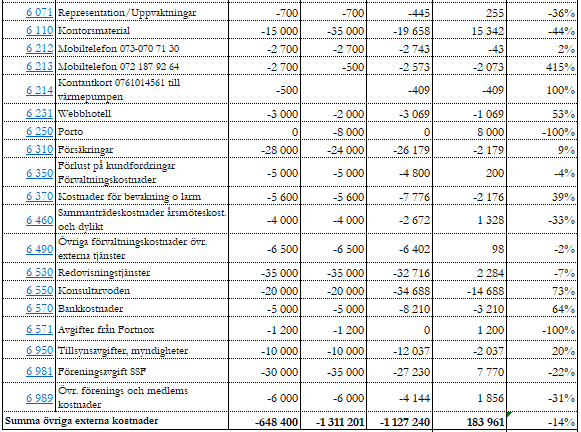 6 071 Representation/Uppvaktningar -700 -700 -445 255 -36%
6 110 Kontorsmaterial -15 000 -35 000 -19 658 15 342 -44%
6 212 Mobiltelefon 073-070 71 30 -2 700 -2 700 -2 743 -43 2%
6 213 Mobiltelefon 072 187 92 64 -2 700 -500 -2 573 -2 073 415%
6 214 Kontantkort 0761014561 till -500 -409 -409 100%
värmepumpen
6 231 Webbhotell -3 000 -2 000 -3 069 -1 069 53%
6 250 Porto 0 -8 000 0 8 000 -100%
6 310 Försäkringar -28 000 -24 000 -26 179 -2 179 9%
6 350 Förlust på kundfordringar -5 000 -5 000 -4 800 200 -4%
Förvaltningskostnader
6 370 Kostnader för bevakning o larm -5 600 -5 600 -7 776 -2 176 39%
6 460 Sammanträdeskostnader årsmöteskost. -4 000 -4 000 -2 672 1 328 -33%
och dylikt
6 490 Övriga förvaltningskostnader övr. -6 500 -6 500 -6 402 98 -2%
externa tjänster
6 530 Redovisningtjänster -35 000 -35 000 -32 716 2 284 -7%
6 550 Konsultarvoden -20 000 -20 000 -34 688 -14 688 73%
6 570 Bankkostnader -5 000 -5 000 -8 210 -3 210 64%
6 571 Avgifter från Fortnox -1 200 -1 200 0 1 200 -100%
6 950 Tillsynsavgifter, myndigheter -10 000 -10 000 -12 037 -2 037 20%
6 981 Föreningsavgift SSF -30 000 -35 000 -27 230 7 770 -22%
6 989 Övr. förenings och medlems -6 000 -6 000 -4 144 1 856 -31%
kostnader
Summa övriga externa kostnader -648 400 -1 311 201 -1 127 240 183 961 -14%